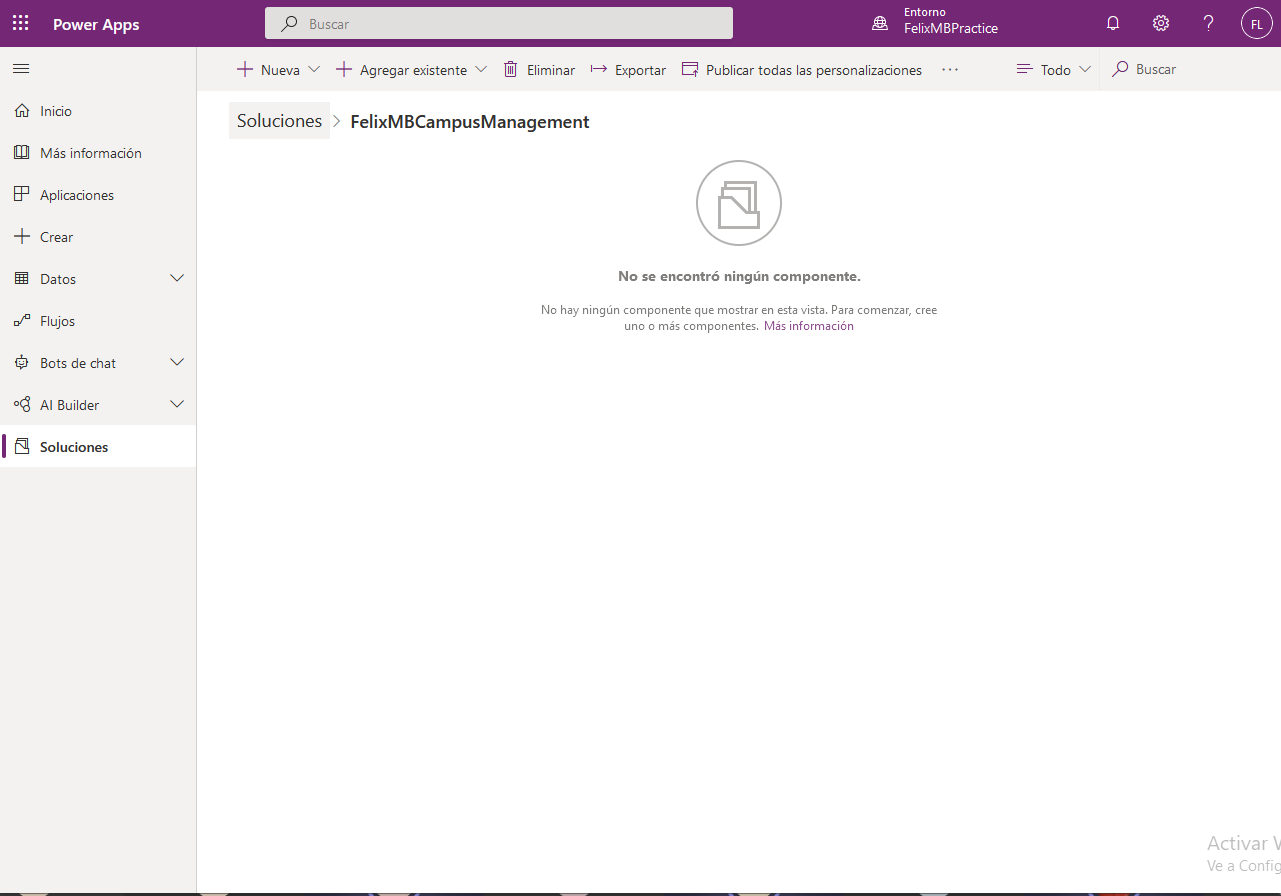 Power Apps
Buscar
Entorno
FelixMBPractice
FL
Nueva
Agregar existente
Eliminar
Exportar
Publicar todas las personalizaciones
Todo
Buscar
Inicio
Más información
Aplicaciones
Crear
Datos
Flujos
Bots de chat
AI Builder
Soluciones
Soluciones > FelixMBCampusManagement
No se encontró ningún componente.
No hay ningún componente que mostrar en esta vista. Para comenzar, cree
uno o más componentes. Más información
Activar
Ve a